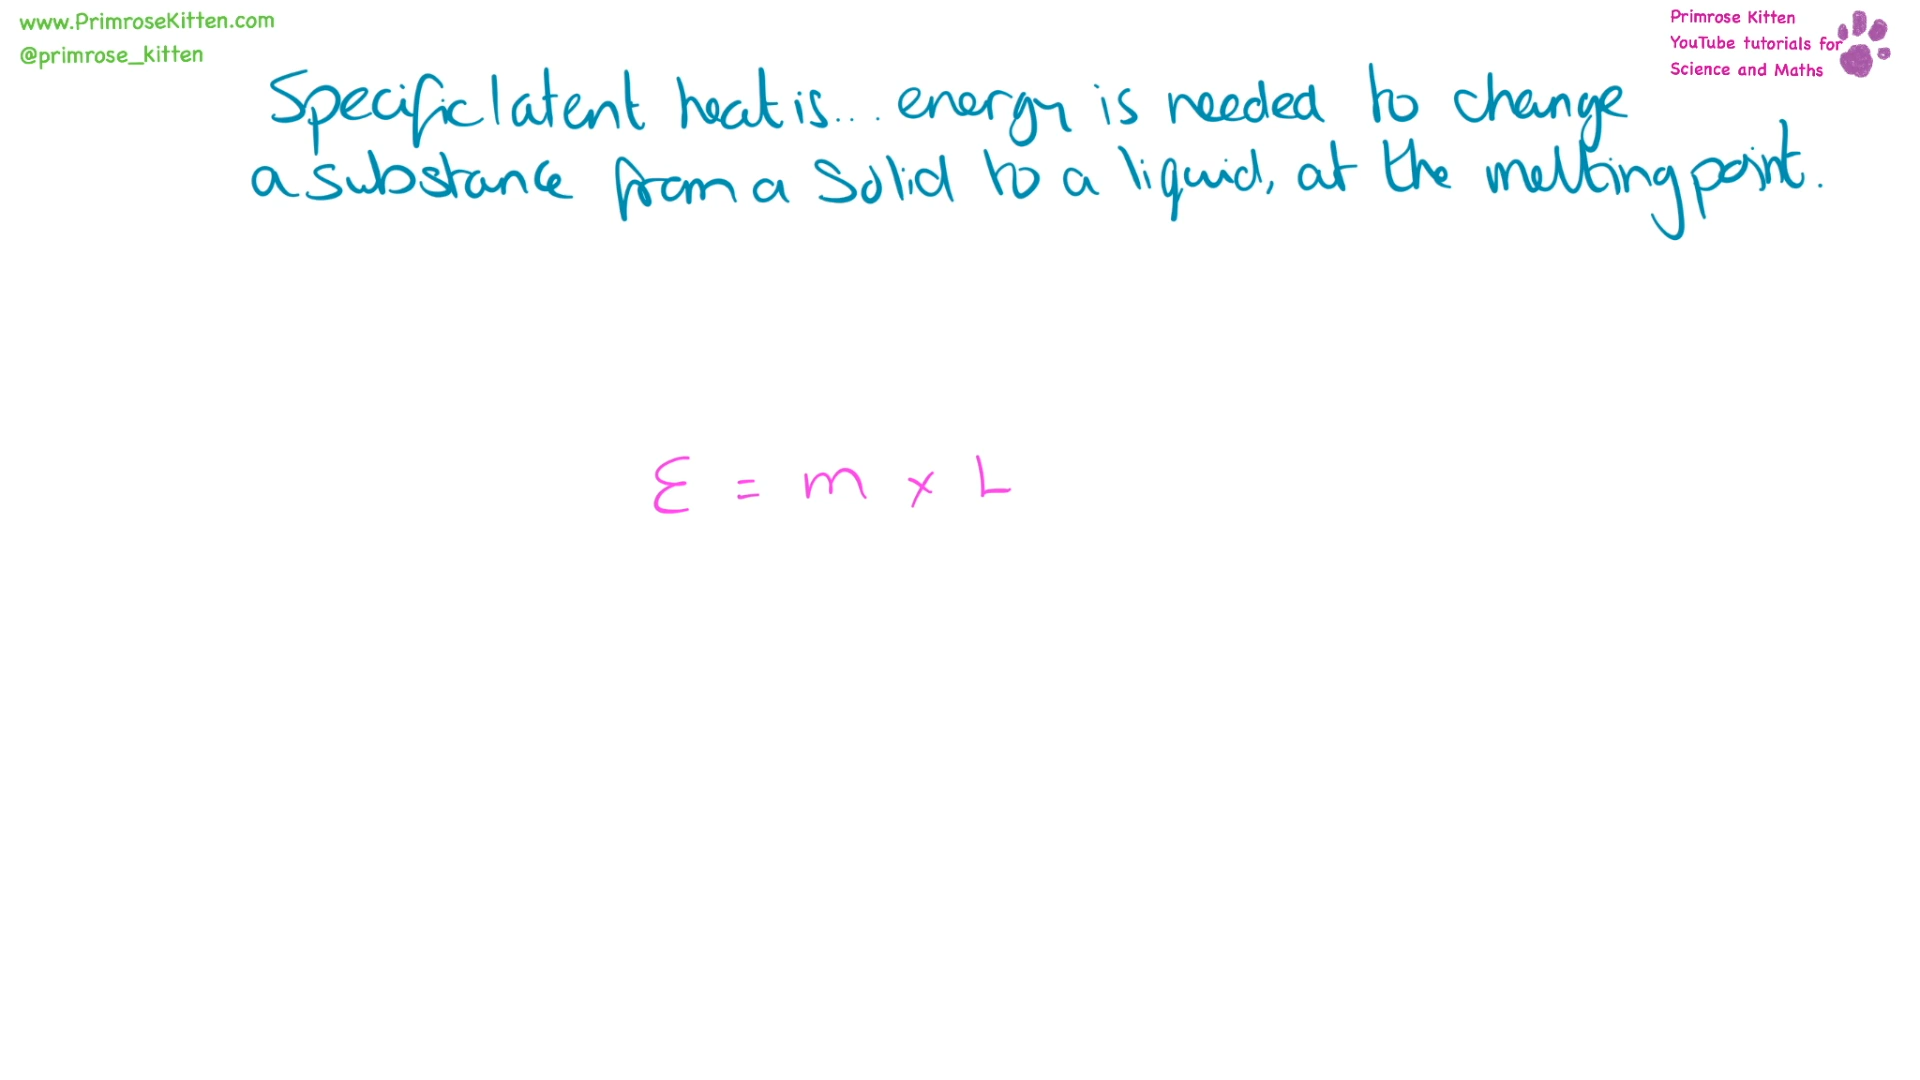 www.PrimroseKitten.com
@primrose_kitten
Primrose Kitten
YouTube tutorials for
Science and Maths
Specific latent heat is... energy is needed to change
a substance from a solid to a liquid, at the melting point.
E = m x L